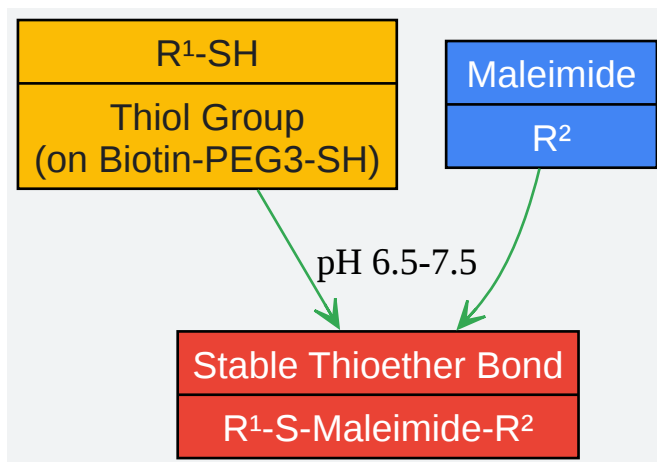 R¹-SH
Thiol Group
(on Biotin-PEG3-SH)
Maleimide
R²
pH 6.5-7.5
Stable Thioether Bond
R¹-S-Maleimide-R²